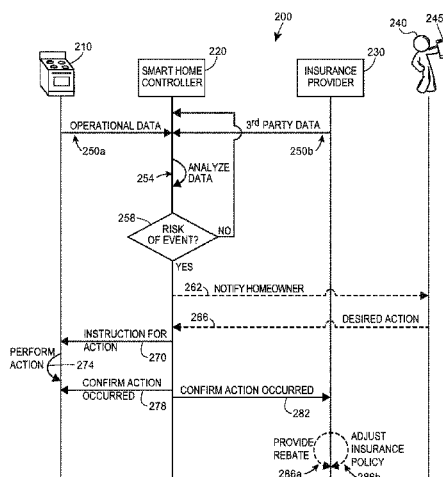 200
240
245
210
220
230
SMART HOME
CONTROLLER
INSURANCE
PROVIDER
OPERATIONAL DATA
3rd PARTY DATA
250a
250b
254
ANALYZE
DATA
258
RISK
OF EVENT?
NO
YES
262
NOTIFY HOMEOWNER
266
DESIRED ACTION
INSTRUCTION FOR
ACTION
270
PERFORM
ACTION
274
CONFIRM ACTION
OCCURRED
278
CONFIRM ACTION OCCURRED
282
PROVIDE
REBATE
ADJUST
INSURANCE
POLICY
286a
286b